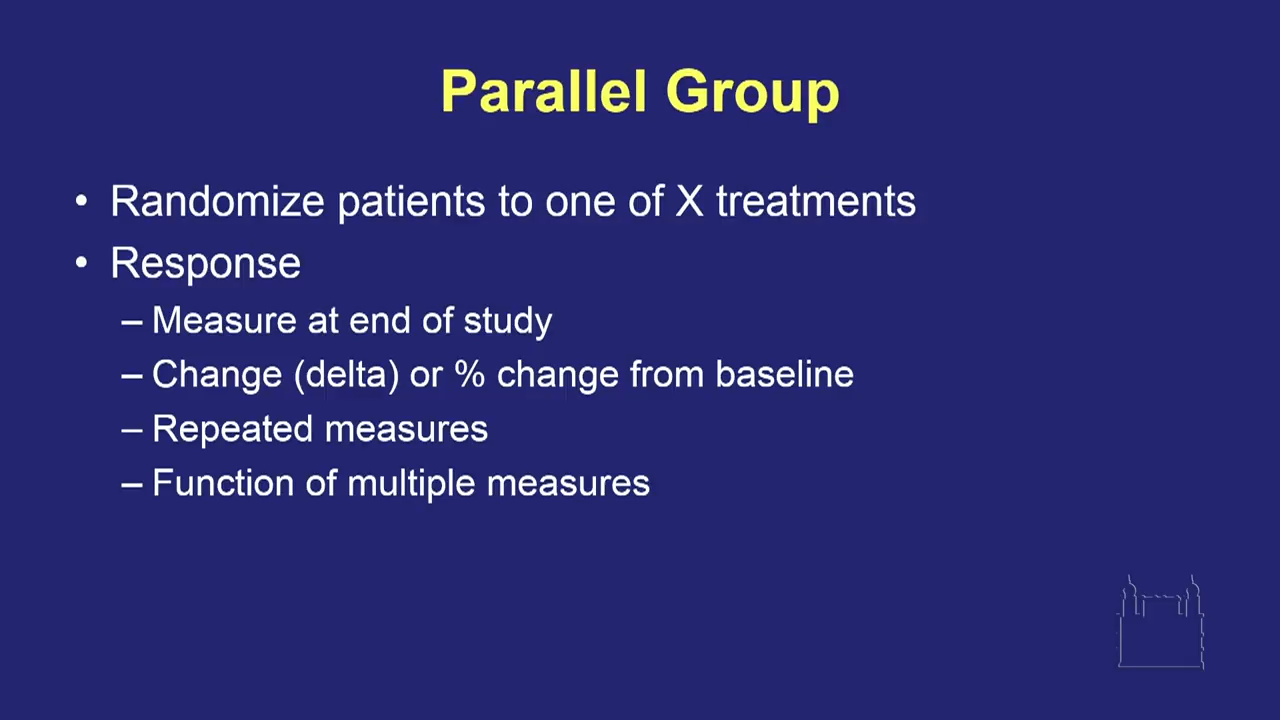 Parallel Group
• Randomize patients to one of X treatments
• Response
– Measure at end of study
– Change (delta) or % change from baseline
– Repeated measures
– Function of multiple measures